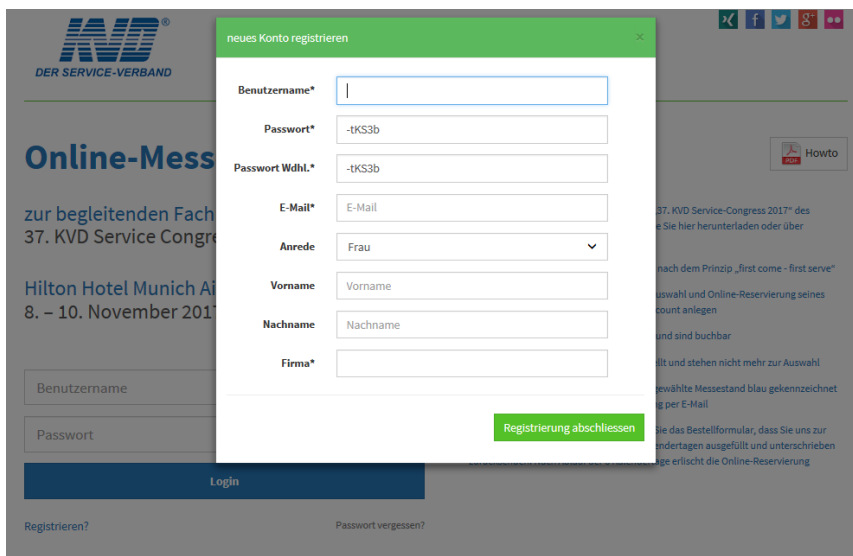 KVD®
DER SERVICE-VERBAND
neues Konto registrieren
×
Benutzername*
Passwort*
-tKS3b
Passwort Wdhl.*
-tKS3b
E-Mail*
E-Mail
Anrede
Frau
Vorname
Vorname
Nachname
Nachname
Firma*
Registrierung abschliessen
Online-Mess
zur begleitenden Fach
37. KVD Service Congre
Hilton Hotel Munich Ai
8. – 10. November 201
Benutzername
Passwort
Login
Registrieren?
Passwort vergessen?
PDF Howto
37. KVD Service-Congress 2017" des
Sie hier herunterladen oder über
nach dem Prinzip „first come - first serve"
uswahl und Online-Reservierung seines
count anlegen
und sind buchbar
llt und stehen nicht mehr zur Auswahl
ewählte Messestand blau gekennzeichnet
g per E-Mail
Sie das Bestellformular, dass Sie uns zur
endertagen ausgefüllt und unterschrieben
age erlischt die Online-Reservierung